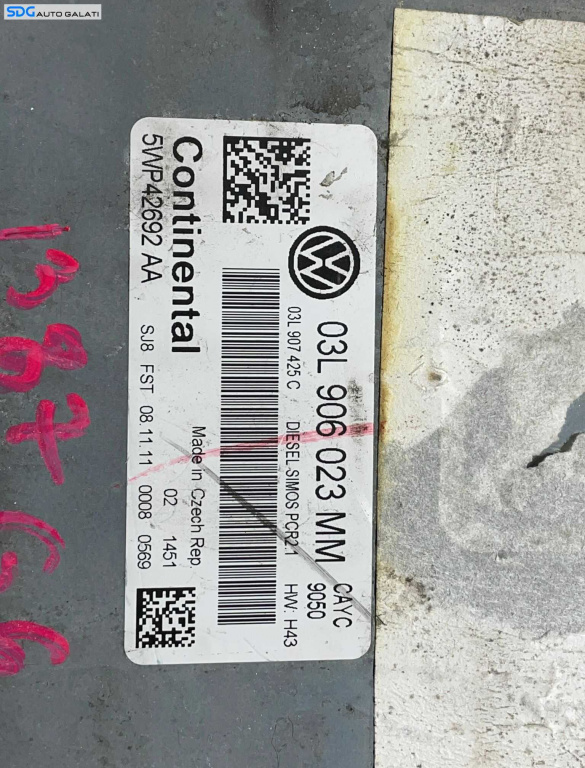 SDG AUTO GALATI
03L 906 023 MM CAYC
9050
03L 907 425 C DIESEL SIMOS PCR2.1 HW: H43
Made in Czech Rep.
02 1451
Continental
5WP42692 AA SJ8 FST 08.11.11 0008 0569